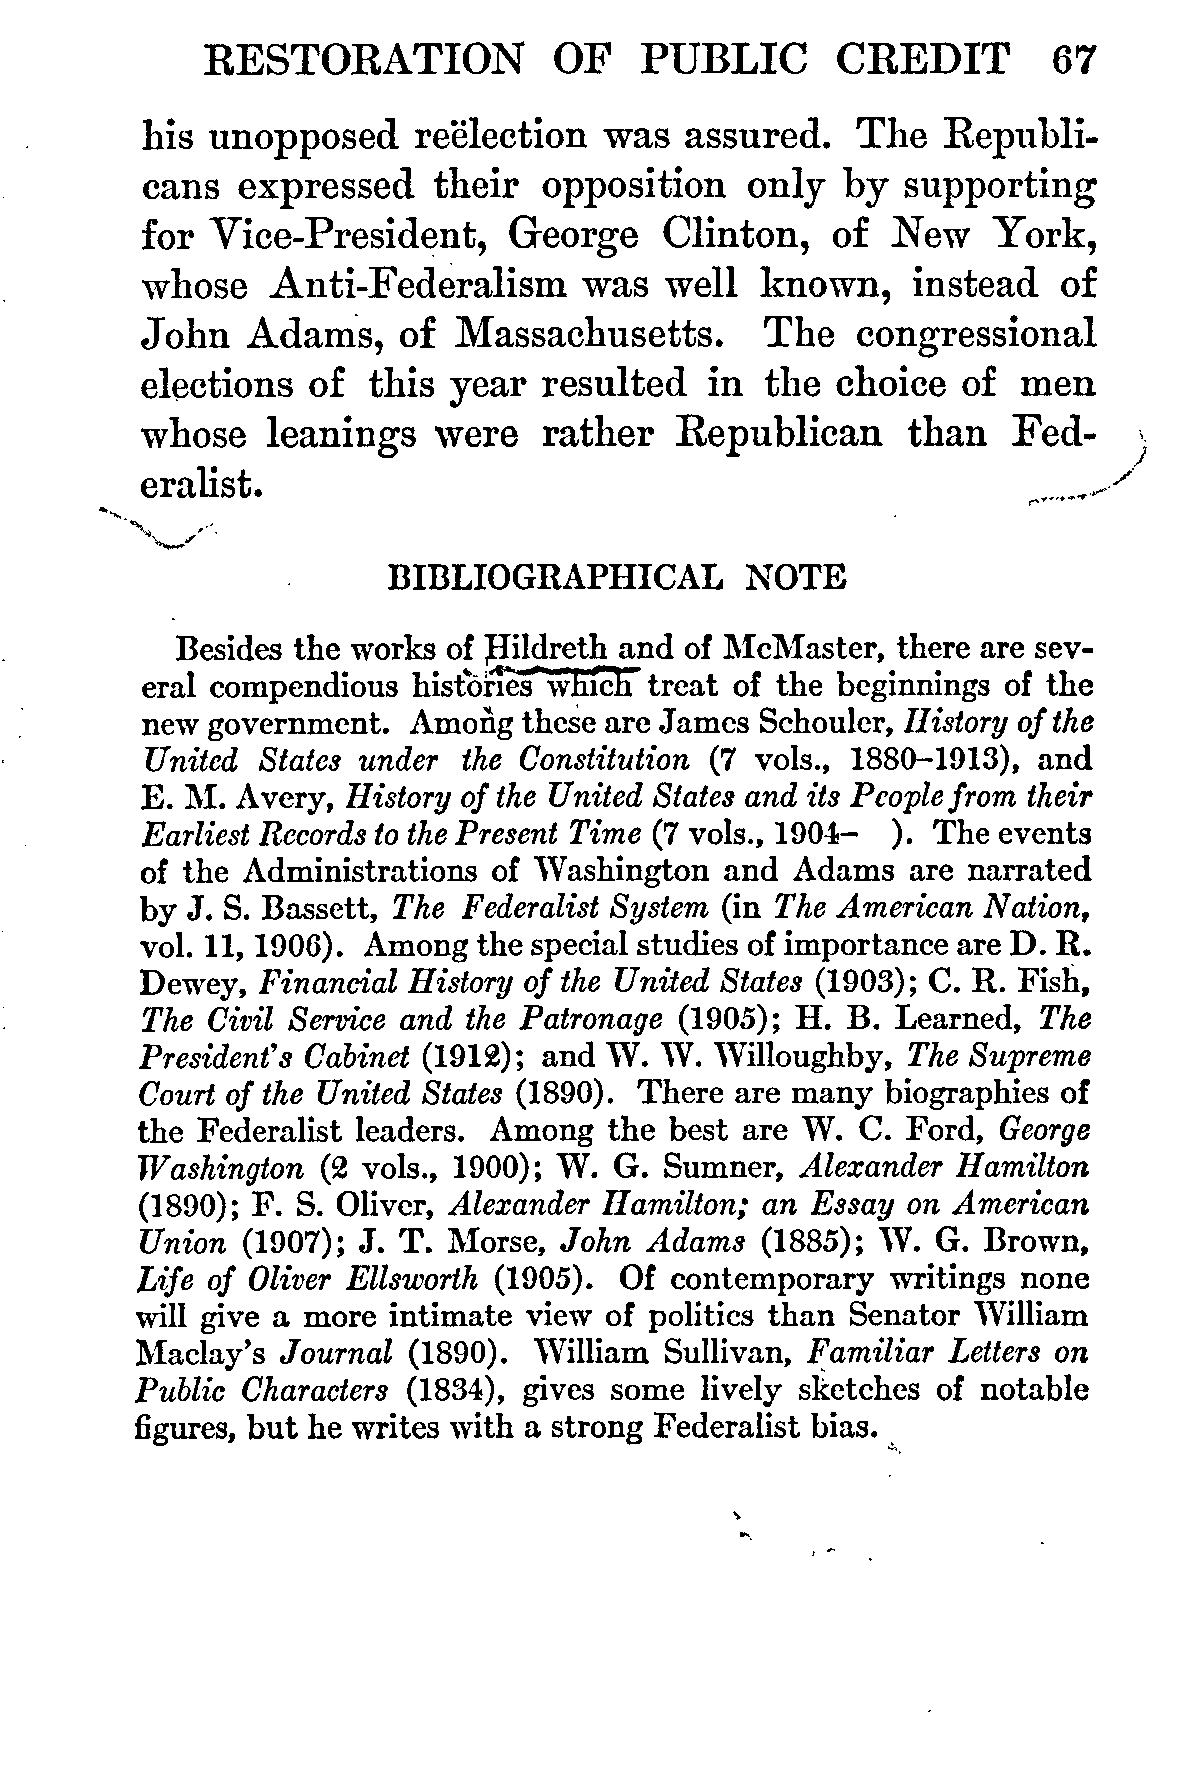 RESTORATION OF PUBLIC CREDIT 67
his unopposed reëlection was assured. The Republi-
cans expressed their opposition only by supporting
for Vice-President, George Clinton, of New York,
whose Anti-Federalism was well known, instead of
John Adams, of Massachusetts. The congressional
elections of this year resulted in the choice of men
whose leanings were rather Republican than Fed-
eralist.
BIBLIOGRAPHICAL NOTE
Besides the works of Hildreth and of McMaster, there are sev-
eral compendious histories which treat of the beginnings of the
new government. Among these are James Schouler, History of the
United States under the Constitution (7 vols., 1880–1913), and
E. M. Avery, History of the United States and its People from their
Earliest Records to the Present Time (7 vols., 1904– ). The events
of the Administrations of Washington and Adams are narrated
by J. S. Bassett, The Federalist System (in The American Nation,
vol. 11, 1906). Among the special studies of importance are D. R.
Dewey, Financial History of the United States (1903); C. R. Fish,
The Civil Service and the Patronage (1905); H. B. Learned, The
President's Cabinet (1912); and W. W. Willoughby, The Supreme
Court of the United States (1890). There are many biographies of
the Federalist leaders. Among the best are W. C. Ford, George
Washington (2 vols., 1900); W. G. Sumner, Alexander Hamilton
(1890); F. S. Oliver, Alexander Hamilton; an Essay on American
Union (1907); J. T. Morse, John Adams (1885); W. G. Brown,
Life of Oliver Ellsworth (1905). Of contemporary writings none
will give a more intimate view of politics than Senator William
Maclay's Journal (1890). William Sullivan, Familiar Letters on
Public Characters (1834), gives some lively sketches of notable
figures, but he writes with a strong Federalist bias.